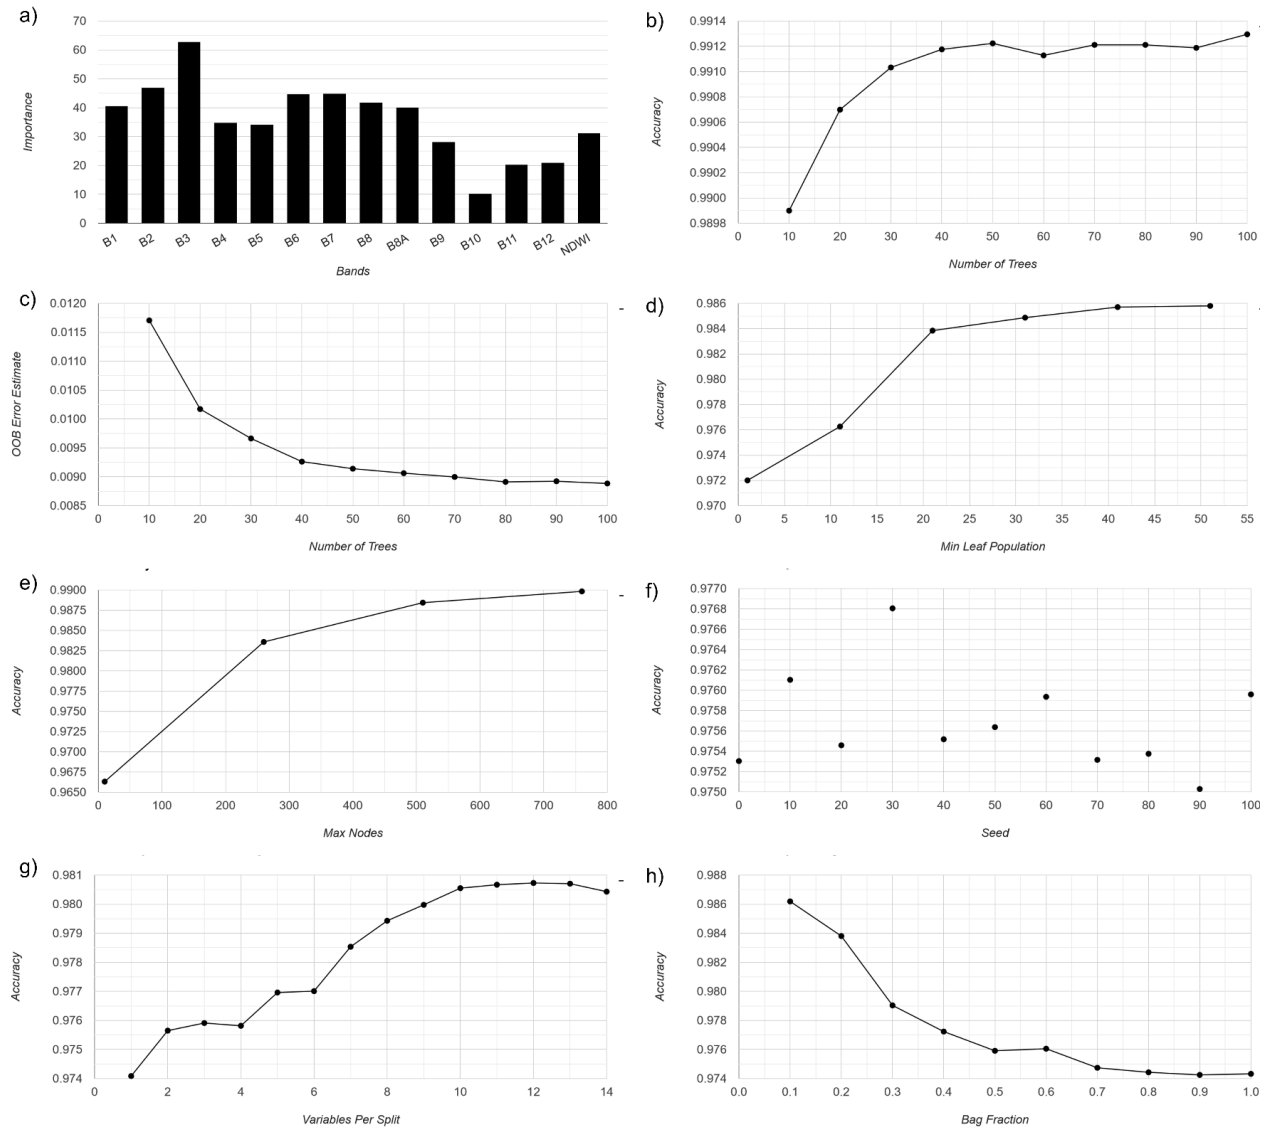 a)
70
60
50
40
30
20
10
0
Importance
B1 B2 B3 B4 B5 B6 B7 B8 B8A B9 B10 B11 B12 NDWI
Bands
b)
0.9914
0.9912
0.9910
0.9908
0.9906
0.9904
0.9902
0.9900
0.9898
Accuracy
0 10 20 30 40 50 60 70 80 90 100
Number of Trees
c)
0.0120
0.0115
0.0110
0.0105
0.0100
0.0095
0.0090
0.0085
OOB Error Estimate
0 10 20 30 40 50 60 70 80 90 100
Number of Trees
d)
0.986
0.984
0.982
0.980
0.978
0.976
0.974
0.972
0.970
Accuracy
0 5 10 15 20 25 30 35 40 45 50 55
Min Leaf Population
e)
0.9900
0.9875
0.9850
0.9825
0.9800
0.9775
0.9750
0.9725
0.9700
0.9675
0.9650
Accuracy
0 100 200 300 400 500 600 700 800
Max Nodes
f)
0.9770
0.9768
0.9766
0.9764
0.9762
0.9760
0.9758
0.9756
0.9754
0.9752
0.9750
Accuracy
0 10 20 30 40 50 60 70 80 90 100
Seed
g)
0.981
0.980
0.979
0.978
0.977
0.976
0.975
0.974
Accuracy
0 2 4 6 8 10 12 14
Variables Per Split
h)
0.988
0.986
0.984
0.982
0.980
0.978
0.976
0.974
Accuracy
0.0 0.1 0.2 0.3 0.4 0.5 0.6 0.7 0.8 0.9 1.0
Bag Fraction